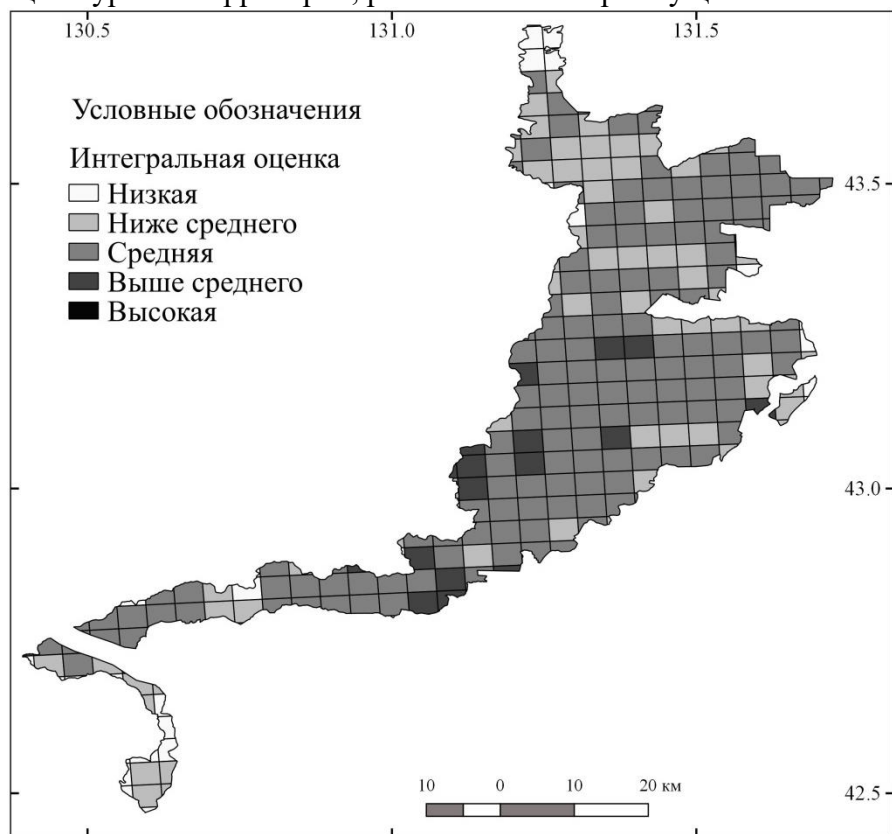 130.5 131.0 131.5
Условные обозначения
Интегральная оценка
Низкая
43.5
Ниже среднего
Средняя
Выше среднего
Высокая
43.0
10 0 10 20 км
42.5